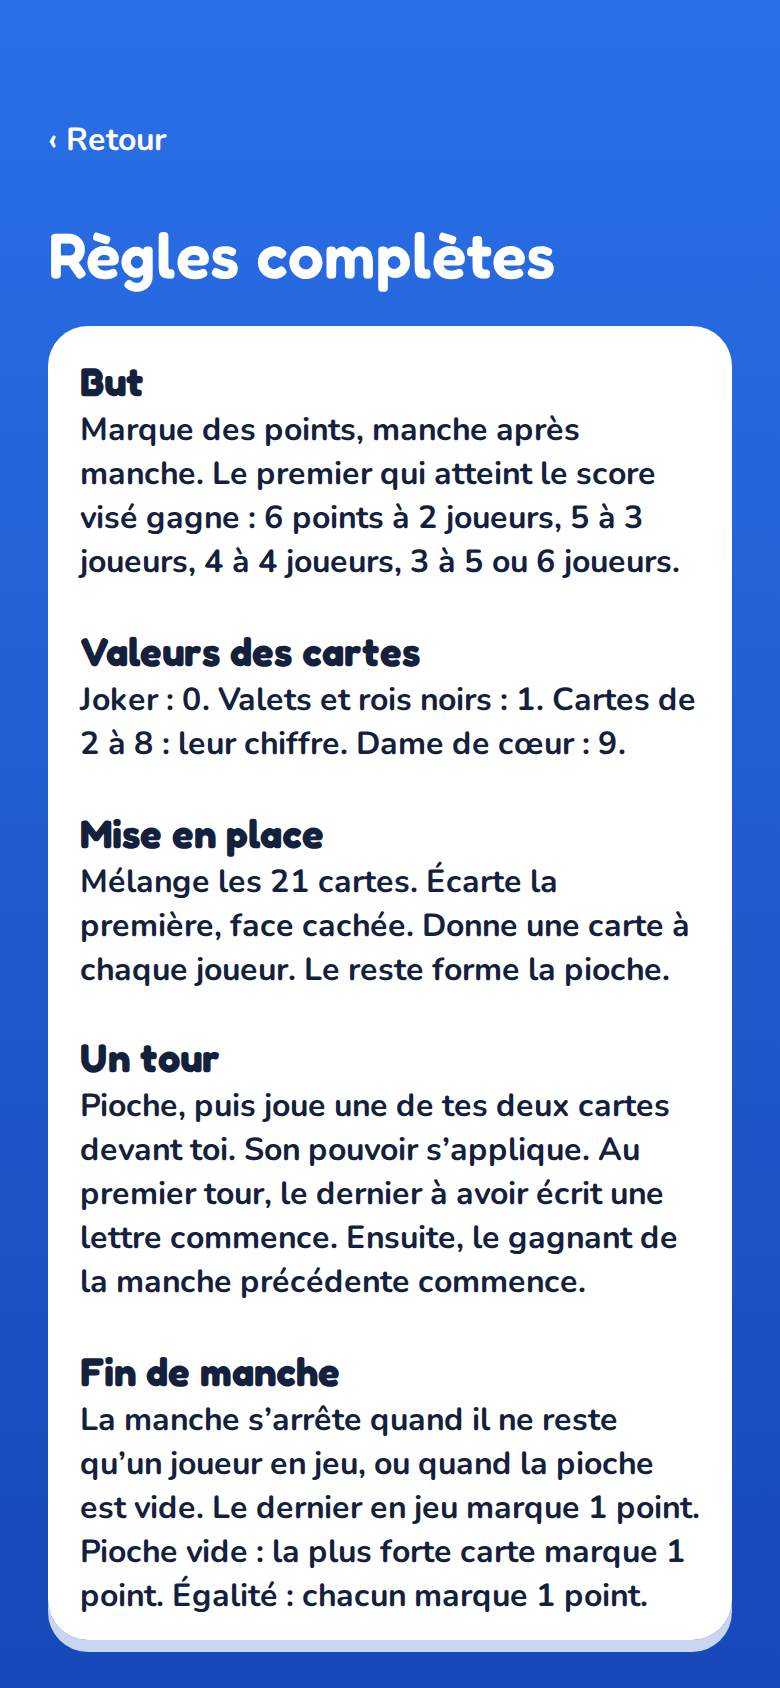 ‹ Retour
Règles complètes
But
Marque des points, manche après
manche. Le premier qui atteint le score
visé gagne : 6 points à 2 joueurs, 5 à 3
joueurs, 4 à 4 joueurs, 3 à 5 ou 6 joueurs.
Valeurs des cartes
Joker : 0. Valets et rois noirs : 1. Cartes de
2 à 8 : leur chiffre. Dame de cœur : 9.
Mise en place
Mélange les 21 cartes. Écarte la
première, face cachée. Donne une carte à
chaque joueur. Le reste forme la pioche.
Un tour
Pioche, puis joue une de tes deux cartes
devant toi. Son pouvoir s’applique. Au
premier tour, le dernier à avoir écrit une
lettre commence. Ensuite, le gagnant de
la manche précédente commence.
Fin de manche
La manche s’arrête quand il ne reste
qu’un joueur en jeu, ou quand la pioche
est vide. Le dernier en jeu marque 1 point.
Pioche vide : la plus forte carte marque 1
point. Égalité : chacun marque 1 point.